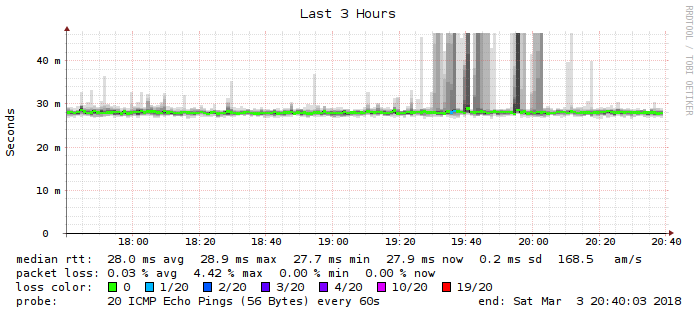 Last 3 Hours
RRDTOOL / TOBI OETIKER
Seconds
40 m
30 m
20 m
10 m
0
18:00 18:20 18:40 19:00 19:20 19:40 20:00 20:20 20:40
median rtt: 28.0 ms avg 28.9 ms max 27.7 ms min 27.9 ms now 0.2 ms sd 168.5 am/s
packet loss: 0.03 % avg 4.42 % max 0.00 % min 0.00 % now
loss color: 0 1/20 2/20 3/20 4/20 10/20 19/20
probe: 20 ICMP Echo Pings (56 Bytes) every 60s end: Sat Mar 3 20:40:03 2018